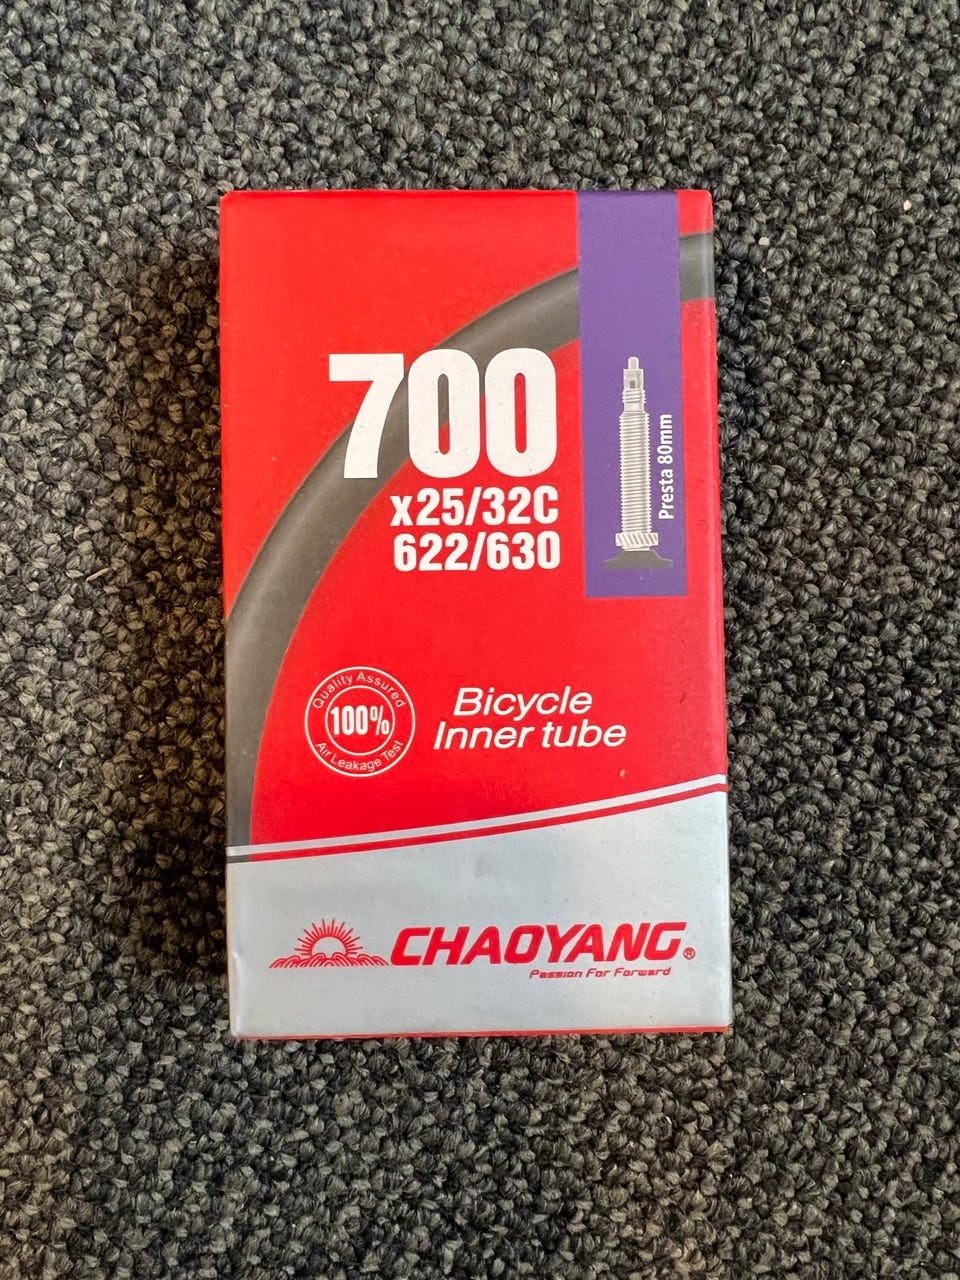 700
x25/32C
622/630
Presta 80mm
Quality Assured
100%
Air Leakage Test
Bicycle
Inner tube
CHAOYANG®
Passion For Forward